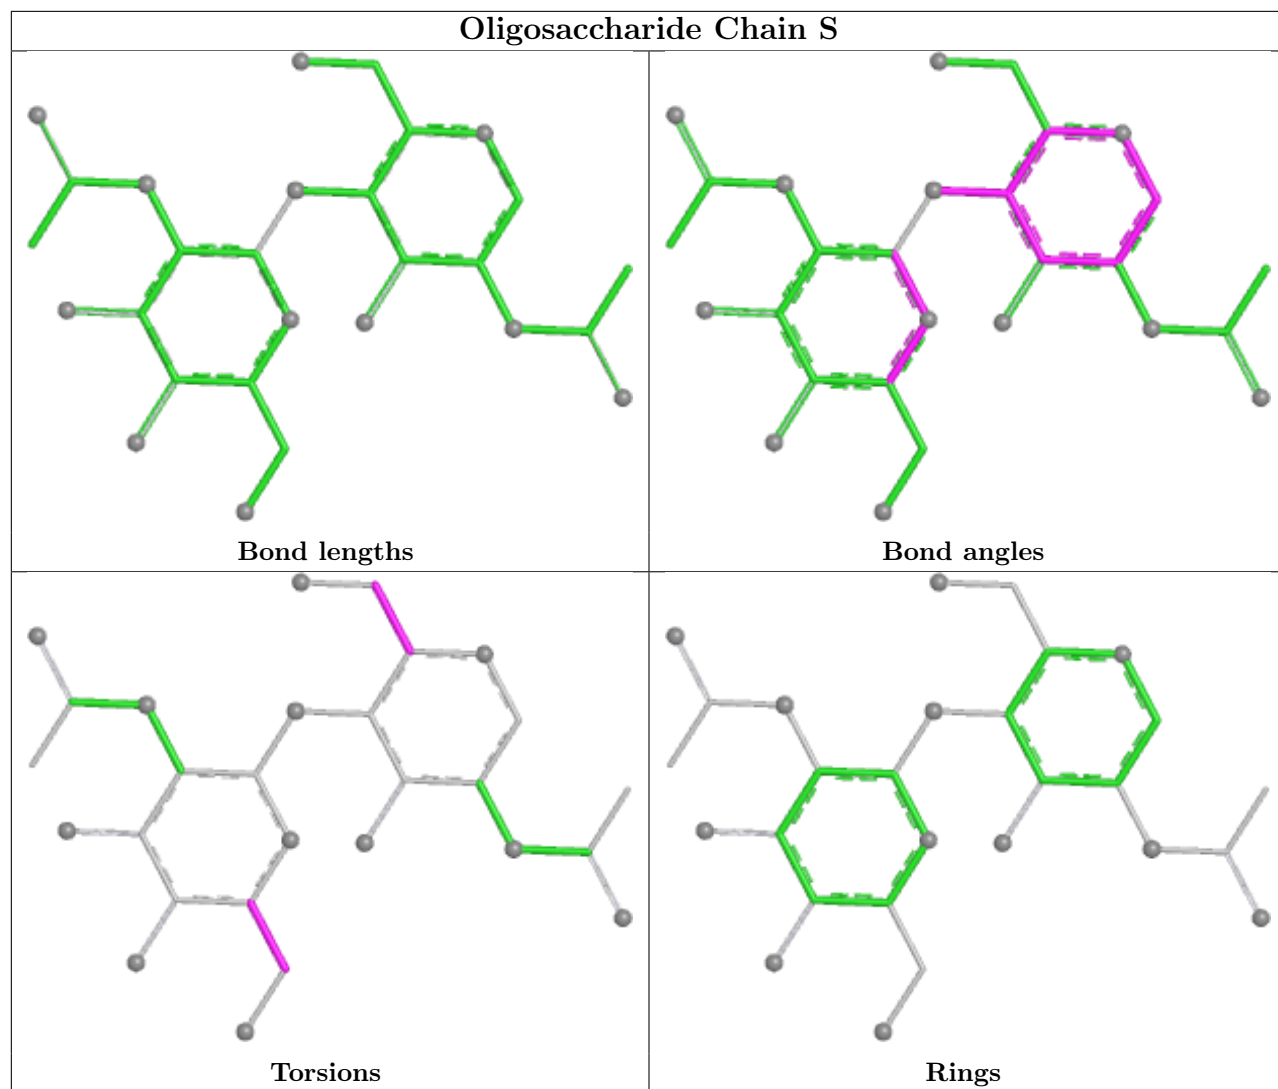 Oligosaccharide Chain S
Bond lengths
Bond angles
Torsions
Rings